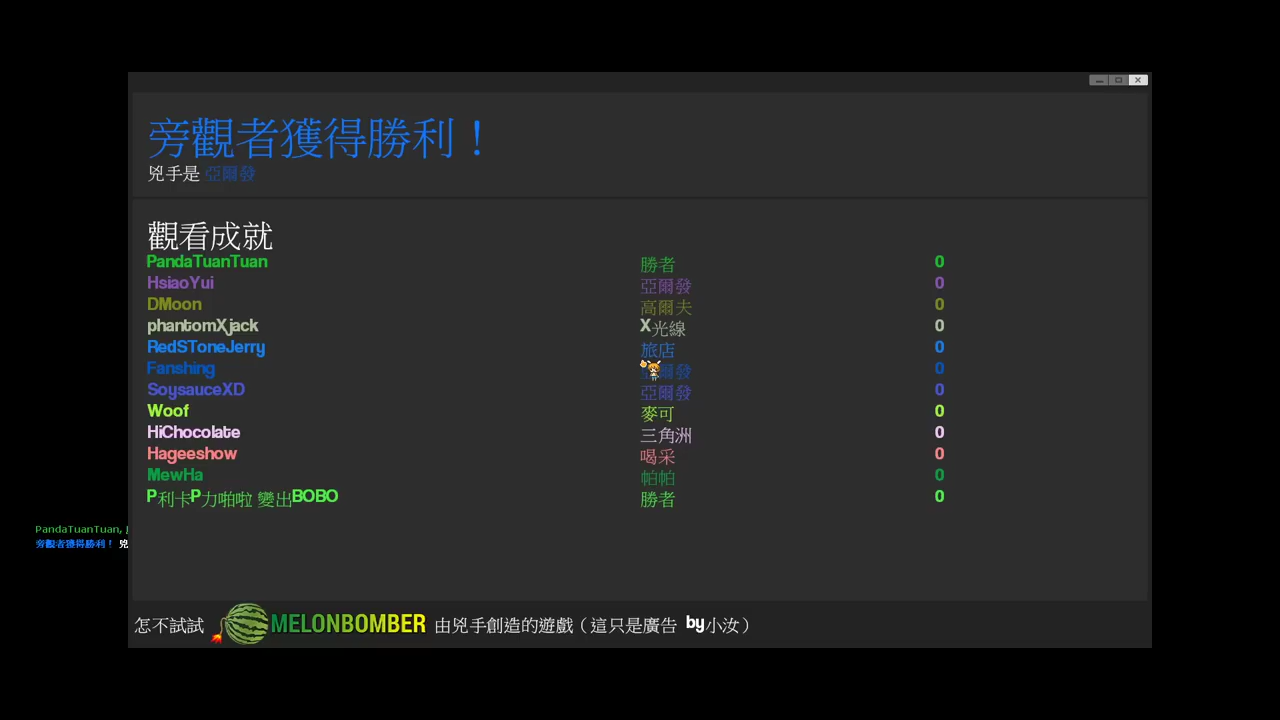 旁觀者獲得勝利！
兇手是 亞爾發
觀看成就
PandaTuanTuan 勝者 0
HsiaoYui 亞爾發 0
DMoon 高爾夫 0
phantomXjack X光線 0
RedSToneJerry 旅店 0
Fanshing 爾發 0
SoysauceXD 亞爾發 0
Woof 麥可 0
HiChocolate 三角洲 0
Hageeshow 喝采 0
MewHa 帕帕 0
P利卡P力啪啦 變出BOBO 勝者 0
PandaTuanTuan,
旁觀者獲得勝利！ 兇
怎不試試 MELONBOMBER 由兇手創造的遊戲（這只是廣告 by小汝）